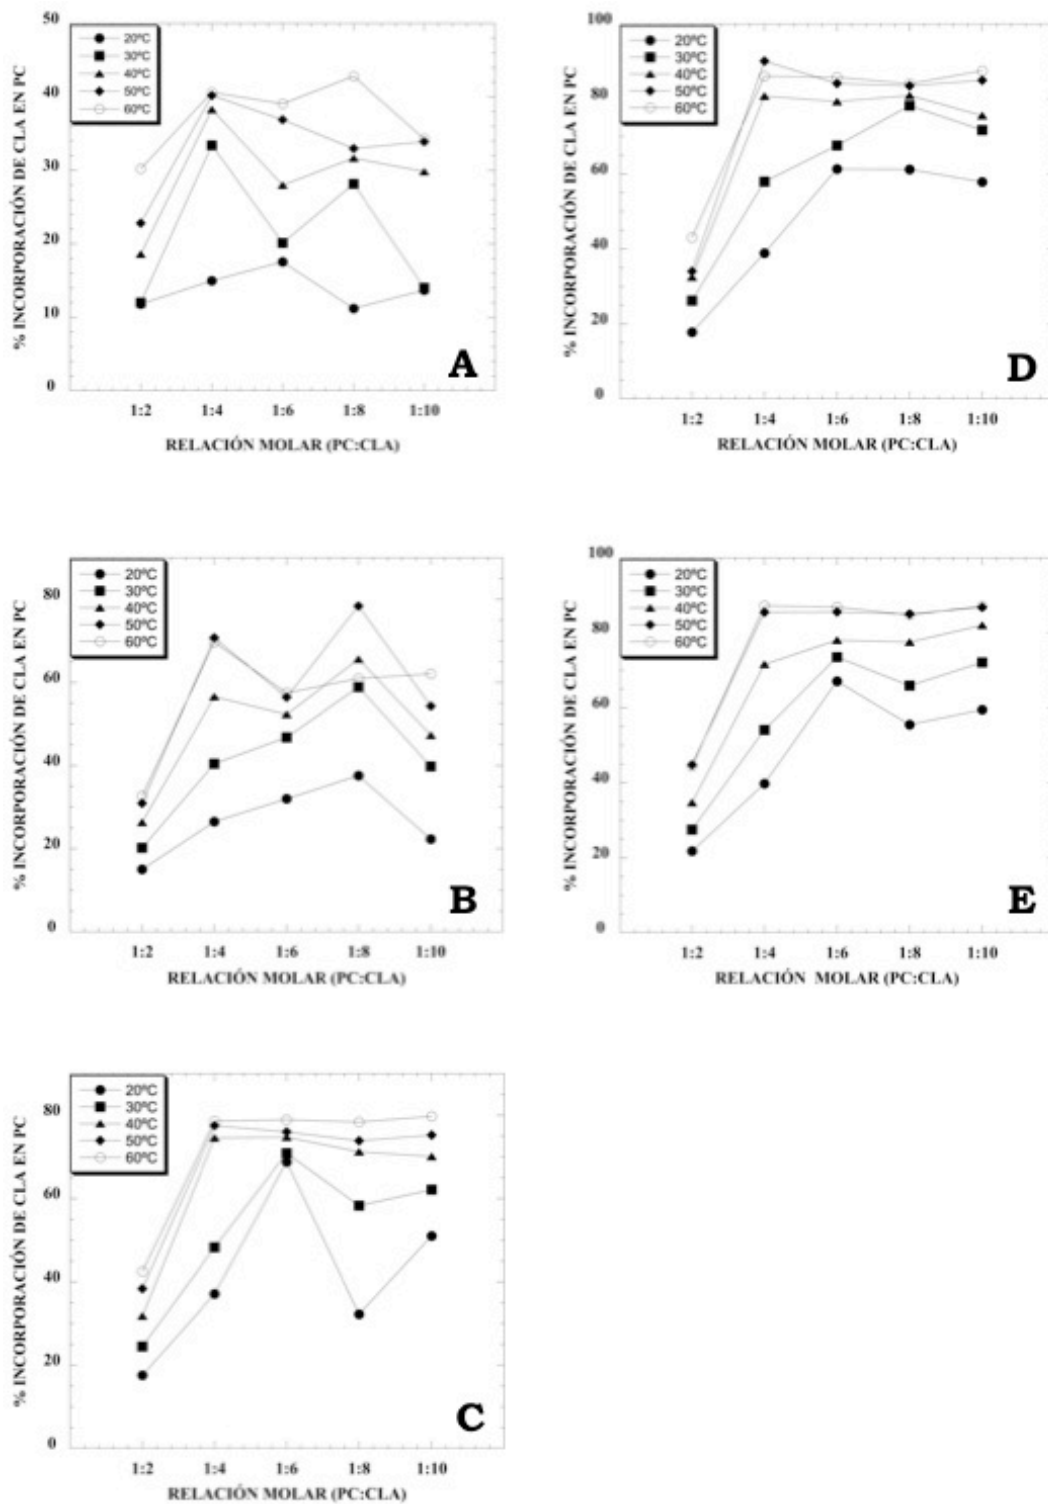 50
40
30
20
10
0
20ºC
30ºC
40ºC
50ºC
60ºC
% INCORPORACIÓN DE CLA EN PC
A
1:2 1:4 1:6 1:8 1:10
RELACIÓN MOLAR (PC:CLA)
100
80
60
40
20
0
20ºC
30ºC
40ºC
50ºC
60ºC
% INCORPORACIÓN DE CLA EN PC
D
1:2 1:4 1:6 1:8 1:10
RELACIÓN MOLAR (PC:CLA)
80
60
40
20
0
20ºC
30ºC
40ºC
50ºC
60ºC
% INCORPORACIÓN DE CLA EN PC
B
1:2 1:4 1:6 1:8 1:10
RELACIÓN MOLAR (PC:CLA)
100
80
60
40
20
0
20ºC
30ºC
40ºC
50ºC
60ºC
% INCORPORACIÓN DE CLA EN PC
E
1:2 1:4 1:6 1:8 1:10
RELACIÓN MOLAR (PC:CLA)
80
60
40
20
0
20ºC
30ºC
40ºC
50ºC
60ºC
% INCORPORACIÓN DE CLA EN PC
C
1:2 1:4 1:6 1:8 1:10
RELACIÓN MOLAR (PC:CLA)